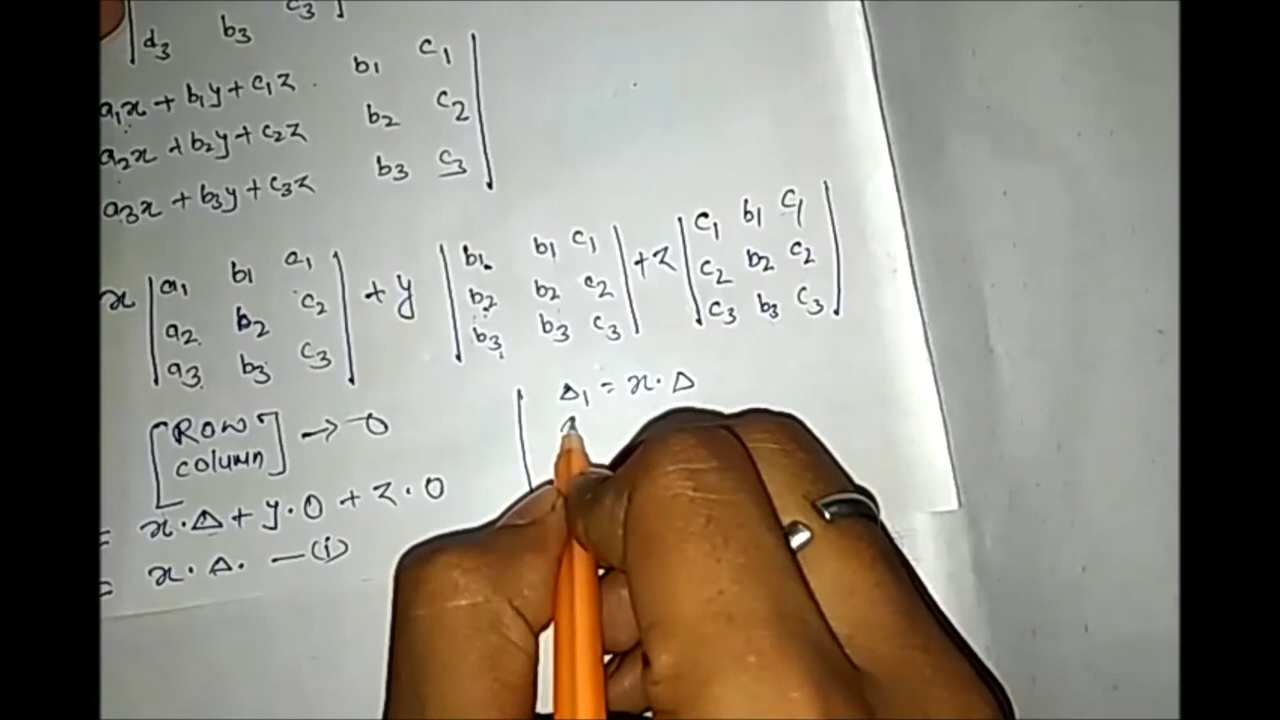 c3
d3 b3
a1x + b1y + c1z b1 c1
a2x + b2y + c2z b2 c2
a3x + b3y + c3z b3 c3
x | a1 b1 a1 | + y | b1 b1 c1 | + z | c1 b1 c1 |
| a2 b2 c2 | | b2 b2 c2 | | c2 b2 c2 |
| a3 b3 c3 | | b3 b3 c3 | | c3 b3 c3 |
Δ1 = x · Δ
[ROW column] → 0
= x · Δ + y · 0 + z · 0
= x · Δ · — (i)